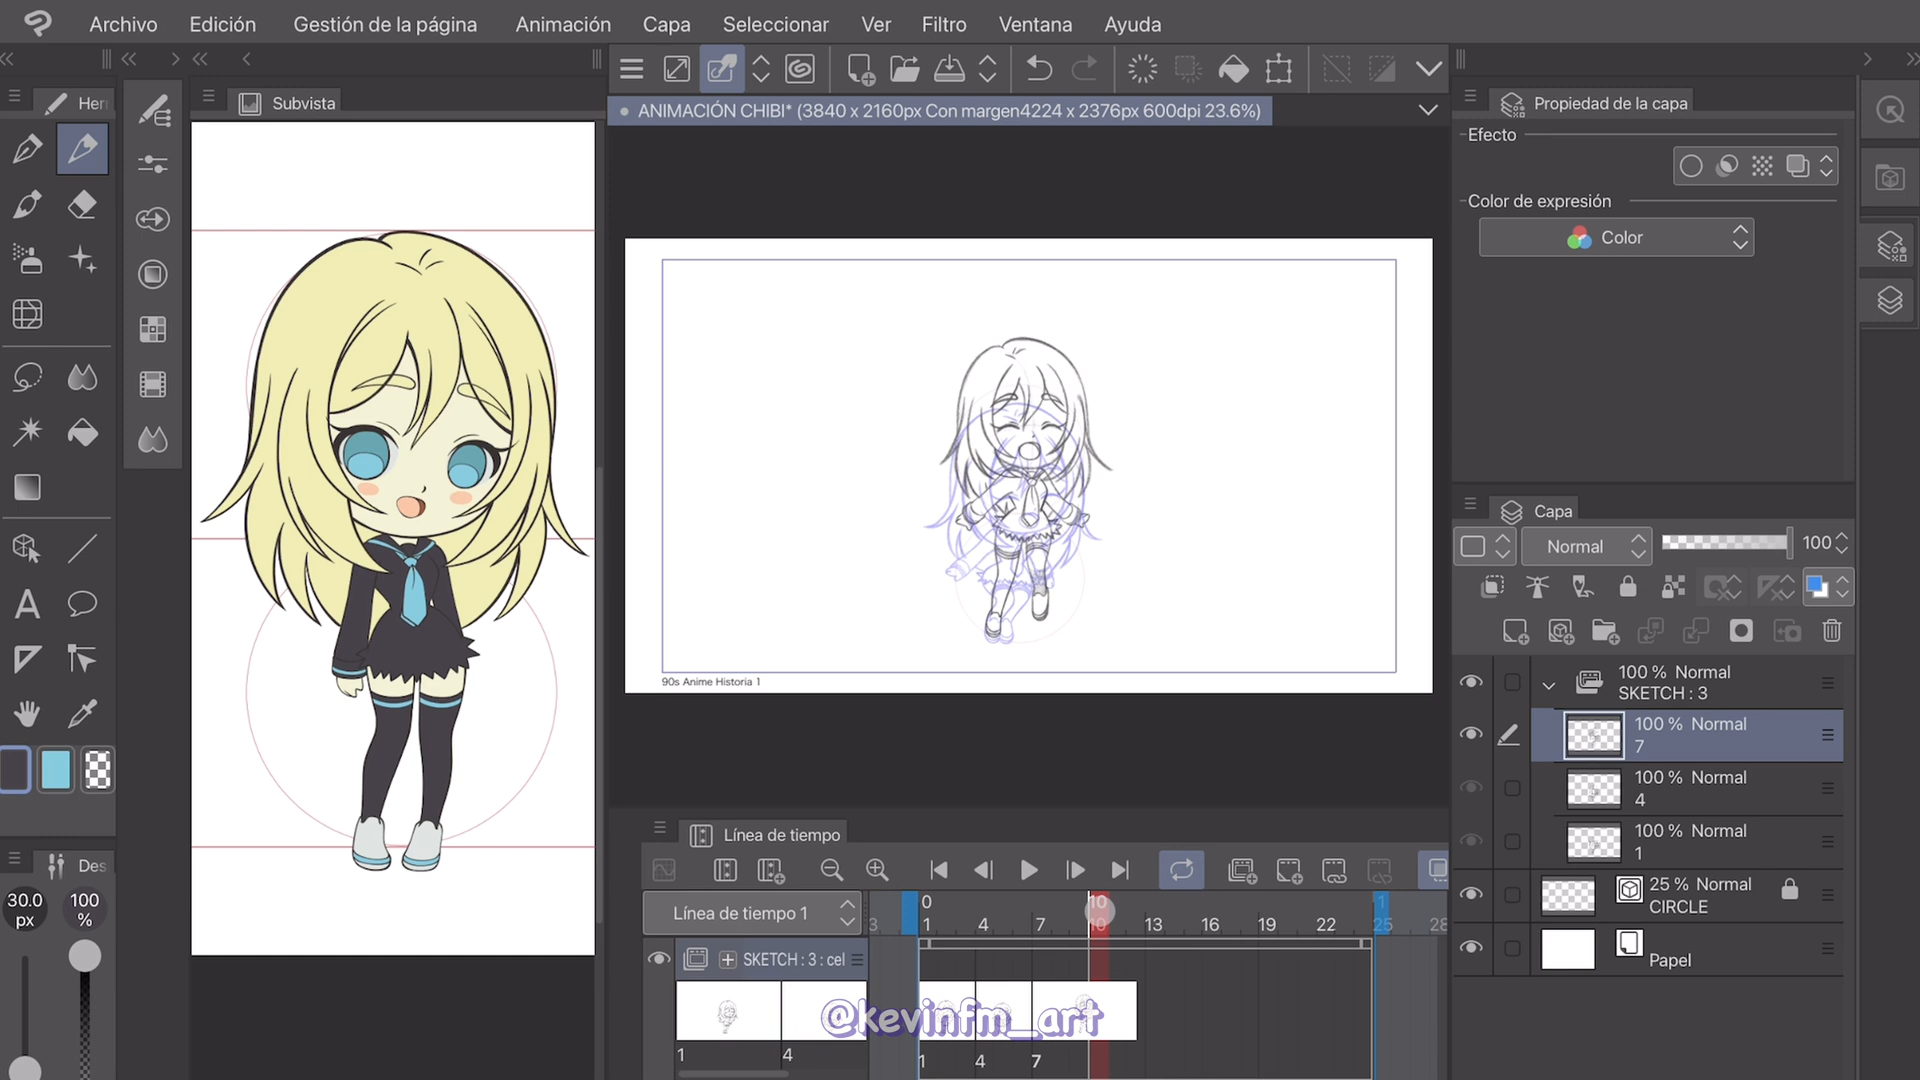 Archivo Edición Gestión de la página Animación Capa Seleccionar Ver Filtro Ventana Ayuda
Her
Subvista
ANIMACIÓN CHIBI* (3840 x 2160px Con margen4224 x 2376px 600dpi 23.6%)
Propiedad de la capa
Efecto
Color de expresión
Color
90s Anime Historia 1
Capa
Normal 100
100 % Normal
SKETCH : 3
100 % Normal
7
100 % Normal
4
100 % Normal
1
25 % Normal
CIRCLE
Papel
Des
30.0
px
100
%
Línea de tiempo
Línea de tiempo 1
0 10 1
3 1 4 7 10 13 16 19 22 25 28
SKETCH : 3 : cel
@kevinfm_art
1 4 1 4 7